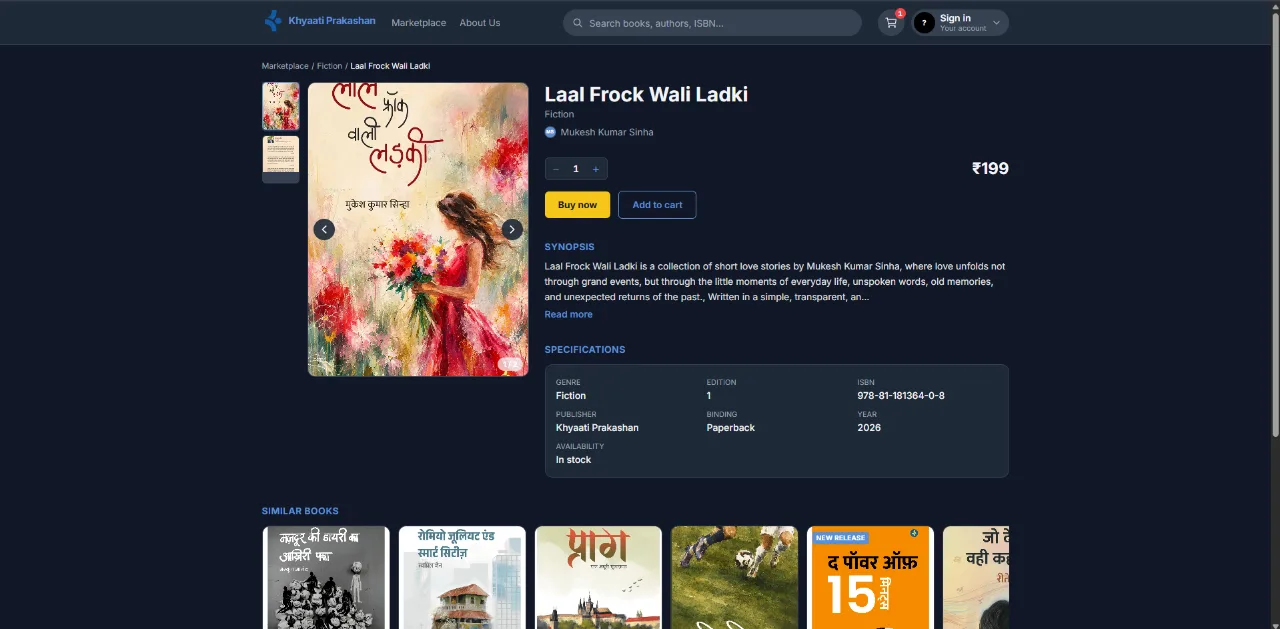 Khyaati Prakashan
Marketplace
About Us
Search books, authors, ISBN...
1
?
Sign in
Your account
Marketplace / Fiction / Laal Frock Wali Ladki
लाल
फ्रॉक
वाली
लड़की
मुकेश कुमार सिन्हा
Laal Frock Wali Ladki
Fiction
Mukesh Kumar Sinha
− 1 +
₹199
Buy now
Add to cart
SYNOPSIS
Laal Frock Wali Ladki is a collection of short love stories by Mukesh Kumar Sinha, where love unfolds not
through grand events, but through the little moments of everyday life, unspoken words, old memories,
and unexpected returns of the past., Written in a simple, transparent, an...
Read more
SPECIFICATIONS
GENRE
Fiction
EDITION
1
ISBN
978-81-181364-0-8
PUBLISHER
Khyaati Prakashan
BINDING
Paperback
YEAR
2026
AVAILABILITY
In stock
SIMILAR BOOKS
मज़दूर की डायरी का
आख़िरी पन्ना
रोमियो जूलियट एंड
स्मार्ट सिटीज़
प्राग
NEW RELEASE
द पॉवर ऑफ़
15
मिनट्स
जो
वही